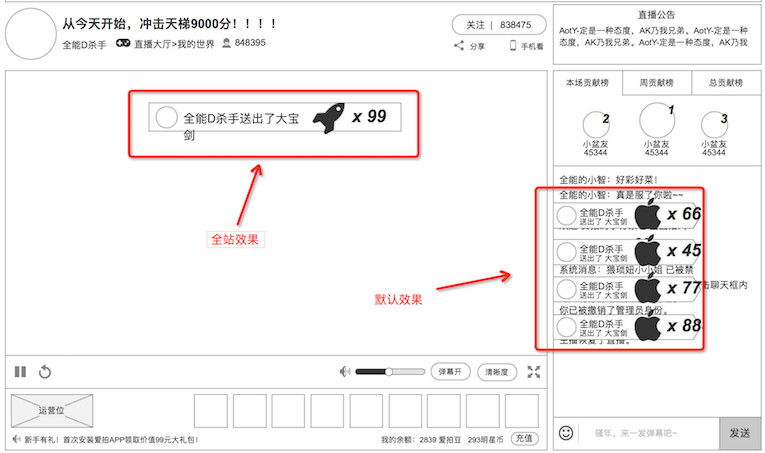 从今天开始，冲击天梯9000分！！！！
全能D杀手 直播大厅>我的世界 848395
关注 | 838475
分享 手机看
直播公告
AotY-定是一种态度，AK乃我兄弟。AotY-定是一种
态度，AK乃我兄弟。AotY-定是一种态度，AK乃我
全能D杀手送出了大宝
剑
x 99
全站效果
默认效果
本场贡献榜 周贡献榜 总贡献榜
2
小盆友
45344
1
小盆友
45344
3
小盆友
45344
全能的小智：好彩好菜！
全能的小智：真是服了你啦~~
全能D杀手
送出了 大宝剑
x 66
全能D杀手
送出了 大宝剑
x 45
系统消息：猥琐妞小小姐 已被禁
全能D杀手
送出了 大宝剑
x 77
击聊天框内
你已被撤销了管理员身份。
全能D杀手
送出了 大宝剑
x 88
主播恢复了直播。
弹幕开 清晰度
运营位
新手有礼！首次安装爱拍APP领取价值99元大礼包！
我的余额：2839 爱拍豆 293明星币 充值
骚年，来一发弹幕吧~
发送